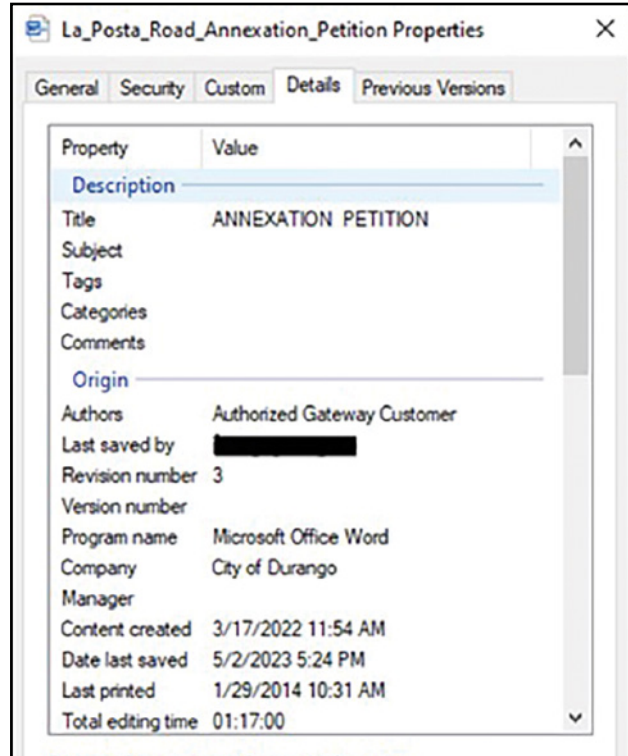 La_Posta_Road_Annexation_Petition Properties
General Security Custom Details Previous Versions
Property Value
Description
Title ANNEXATION PETITION
Subject
Tags
Categories
Comments
Origin
Authors Authorized Gateway Customer
Last saved by
Revision number 3
Version number
Program name Microsoft Office Word
Company City of Durango
Manager
Content created 3/17/2022 11:54 AM
Date last saved 5/2/2023 5:24 PM
Last printed 1/29/2014 10:31 AM
Total editing time 01:17:00